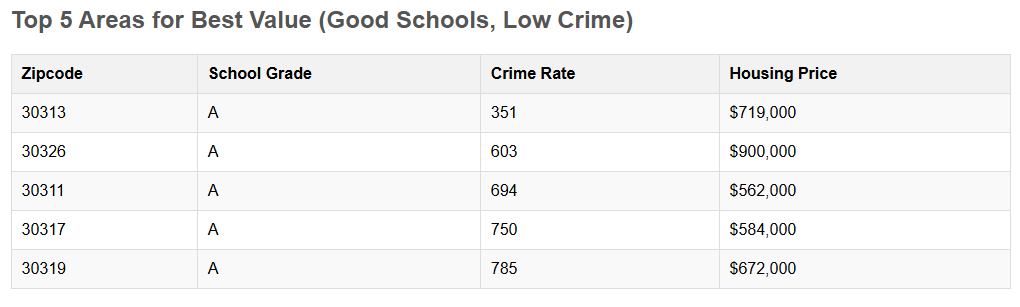 Top 5 Areas for Best Value (Good Schools, Low Crime)
Zipcode School Grade Crime Rate Housing Price
30313 A 351 $719,000
30326 A 603 $900,000
30311 A 694 $562,000
30317 A 750 $584,000
30319 A 785 $672,000